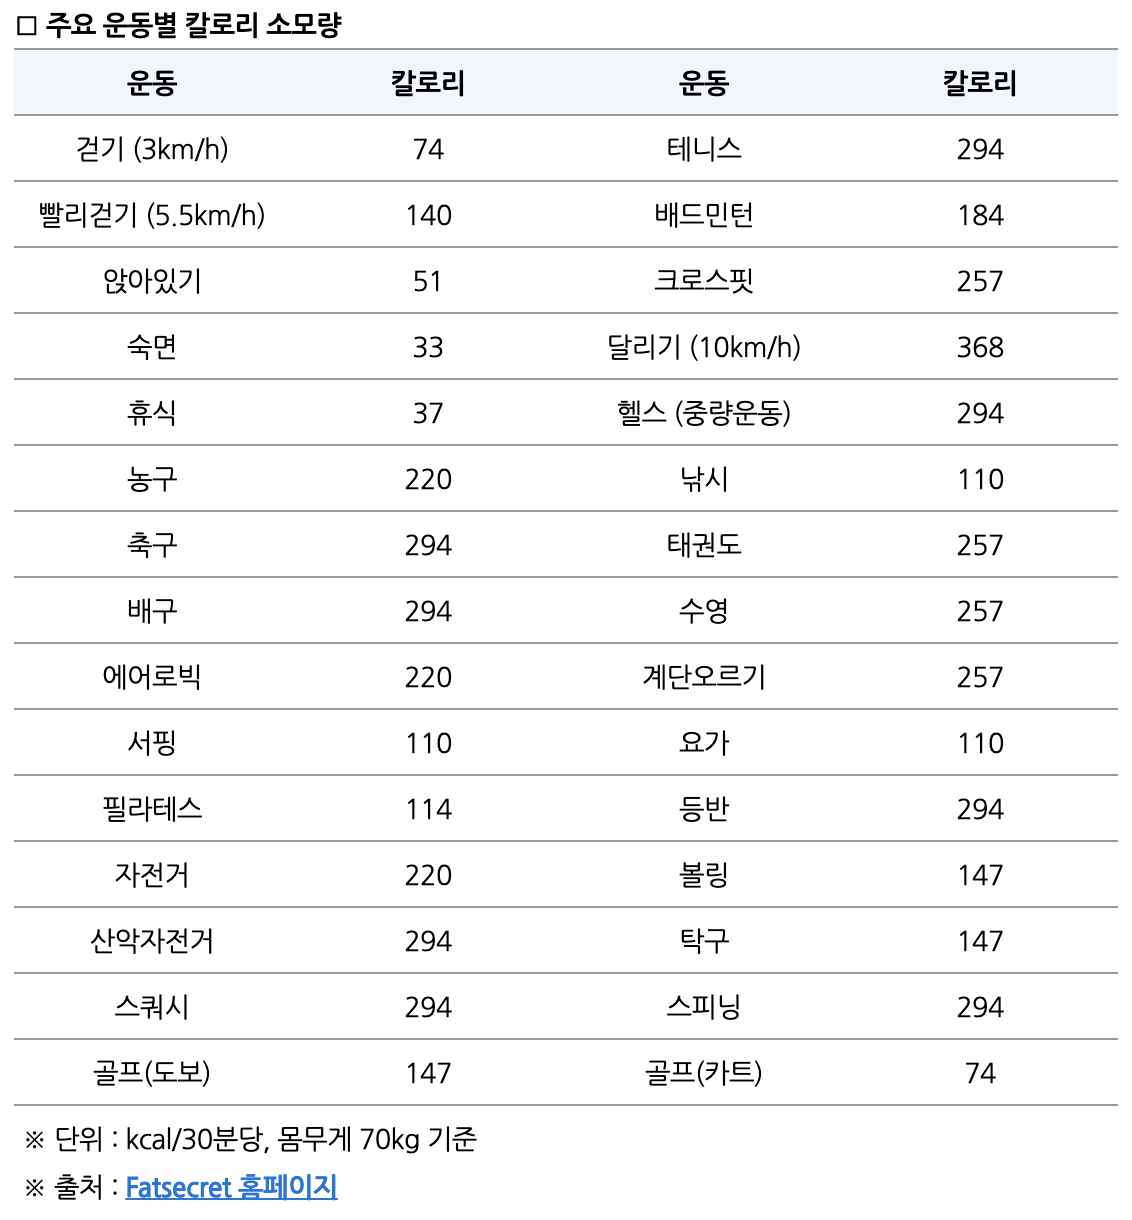 □ 주요 운동별 칼로리 소모량
운동 칼로리 운동 칼로리
걷기 (3km/h) 74 테니스 294
빨리걷기 (5.5km/h) 140 배드민턴 184
앉아있기 51 크로스핏 257
숙면 33 달리기 (10km/h) 368
휴식 37 헬스 (중량운동) 294
농구 220 낚시 110
축구 294 태권도 257
배구 294 수영 257
에어로빅 220 계단오르기 257
서핑 110 요가 110
필라테스 114 등반 294
자전거 220 볼링 147
산악자전거 294 탁구 147
스쿼시 294 스피닝 294
골프(도보) 147 골프(카트) 74
※ 단위 : kcal/30분당, 몸무게 70kg 기준
※ 출처 : Fatsecret 홈페이지